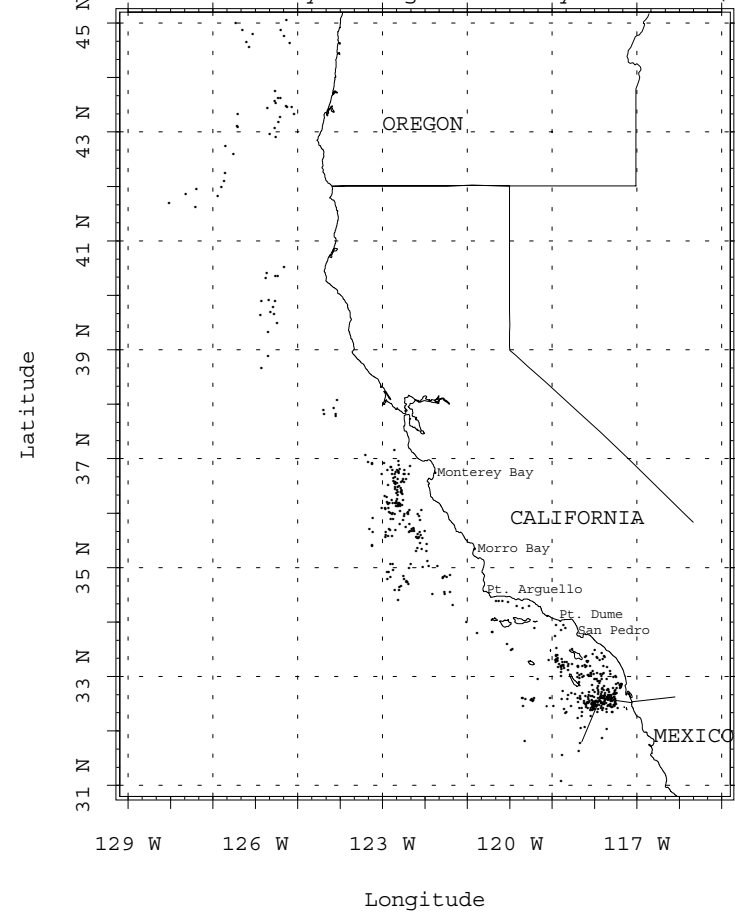 45 N
43 N
41 N
39 N
37 N
35 N
33 N
31 N
Latitude
OREGON
Monterey Bay
CALIFORNIA
Morro Bay
Pt. Arguello
Pt. Dume
San Pedro
MEXICO
129 W
126 W
123 W
120 W
117 W
Longitude